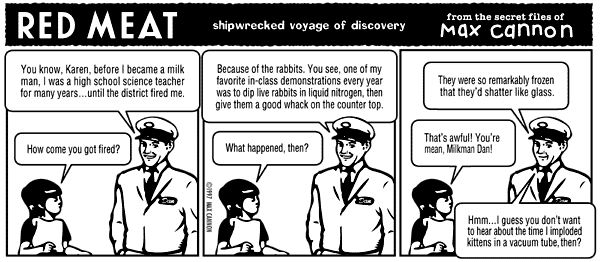 RED MEAT
shipwrecked voyage of discovery
from the secret files of
Max cannon
You know, Karen, before I became a milk
man, I was a high school science teacher
for many years...until the district fired me.
How come you got fired?
©1997 MAX CANNON
Because of the rabbits. You see, one of my
favorite in-class demonstrations every year
was to dip live rabbits in liquid nitrogen, then
give them a good whack on the counter top.
What happened, then?
They were so remarkably frozen
that they'd shatter like glass.
That's awful! You're
mean, Milkman Dan!
Hmm...I guess you don't want
to hear about the time I imploded
kittens in a vacuum tube, then?